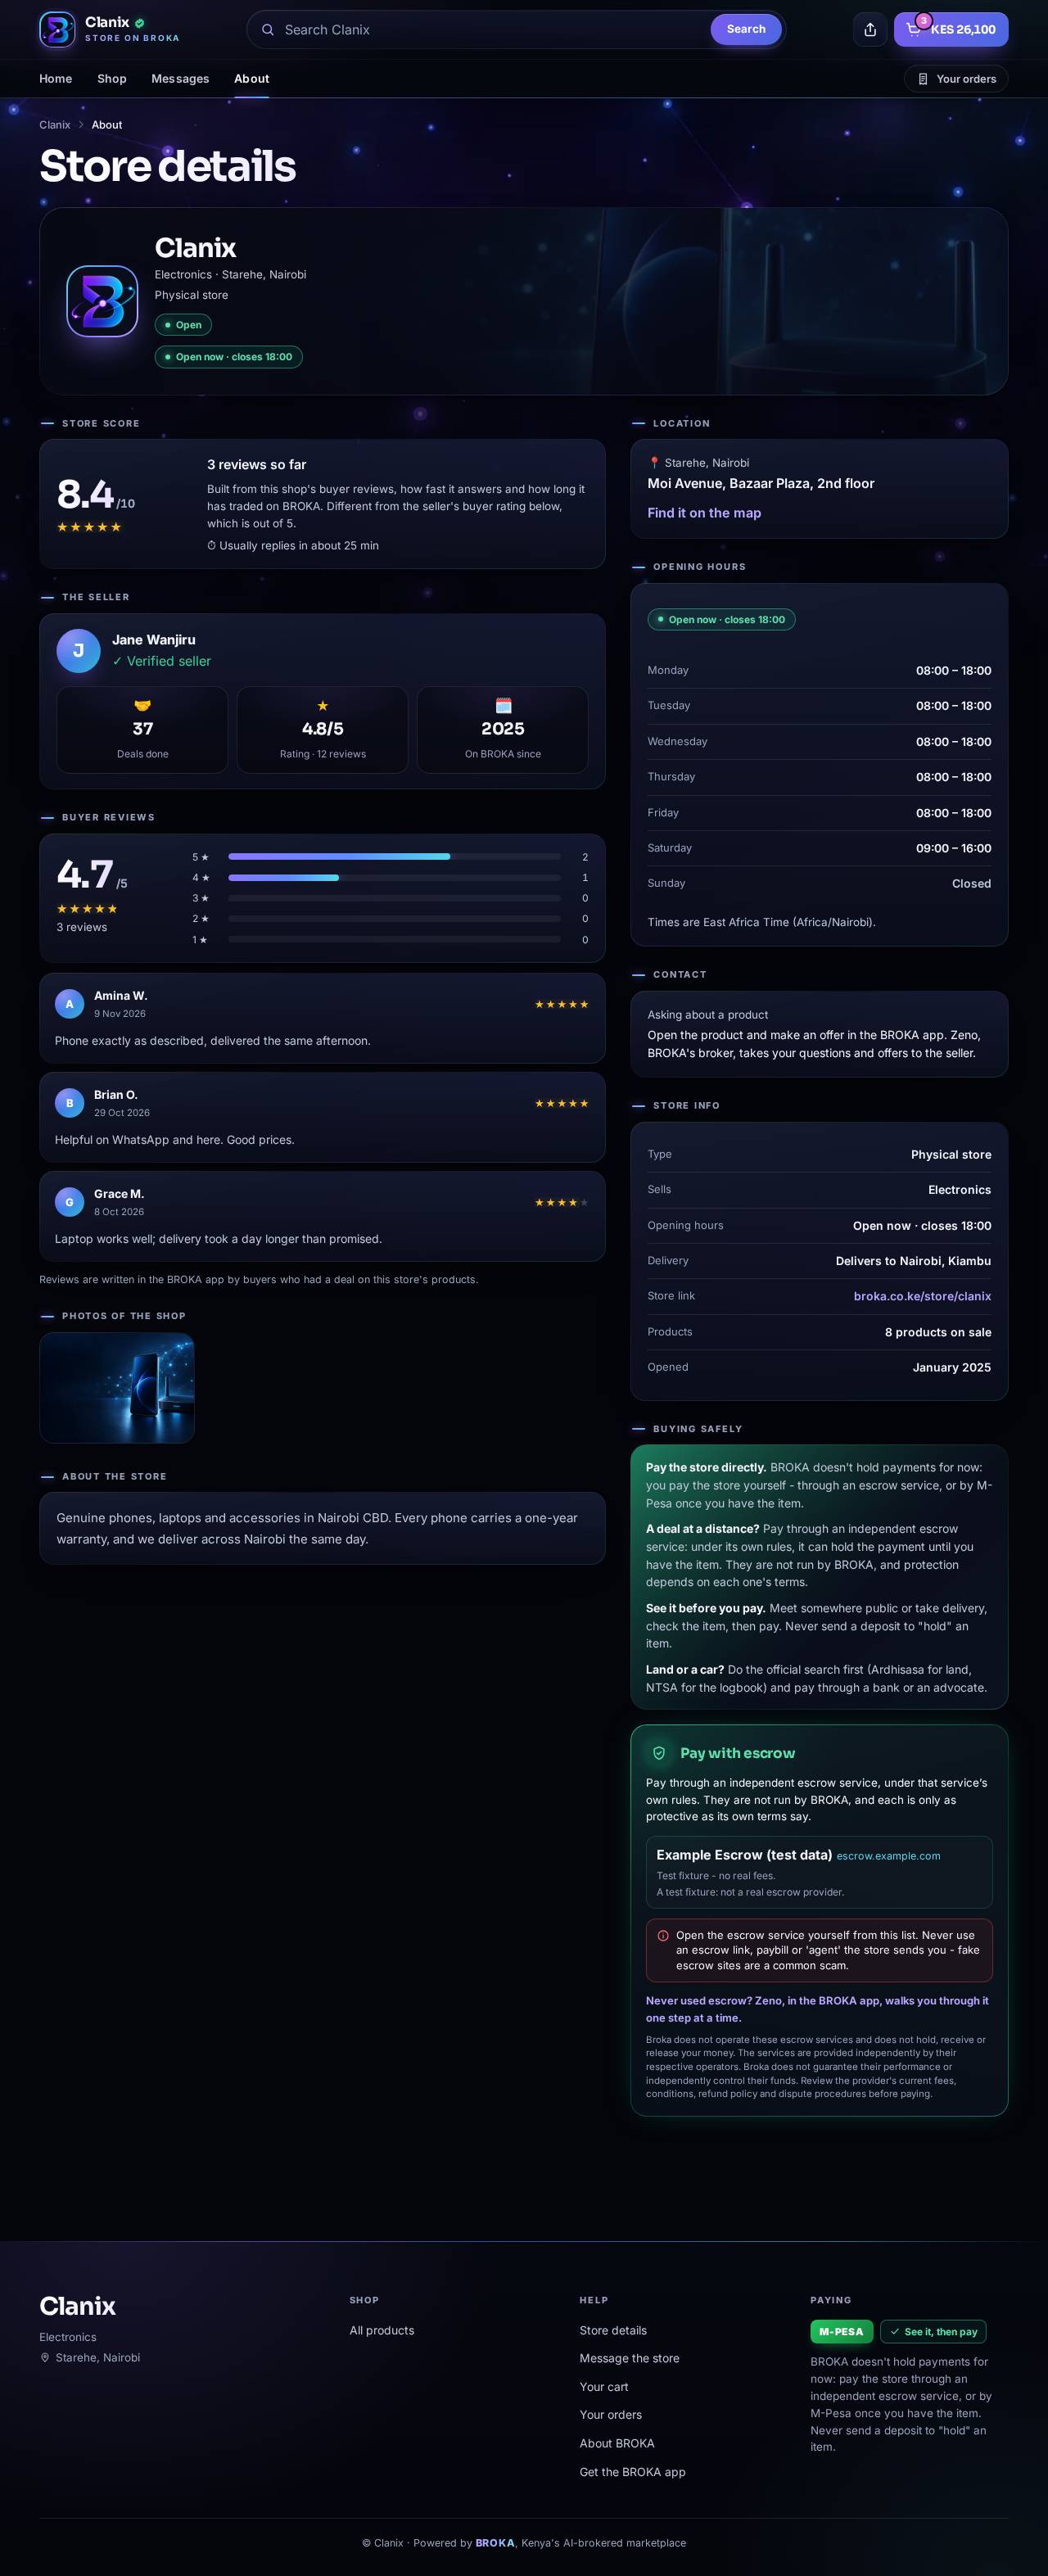 Clanix
STORE ON BROKA
Search Clanix
Search
3
KES 26,100
Home
Shop
Messages
About
Your orders
Clanix
About
Store details
Clanix
Electronics · Starehe, Nairobi
Physical store
Open
Open now · closes 18:00
STORE SCORE
8.4 /10
★★★★★
3 reviews so far
Built from this shop's buyer reviews, how fast it answers and how long it
has traded on BROKA. Different from the seller's buyer rating below,
which is out of 5.
⏱ Usually replies in about 25 min
THE SELLER
J
Jane Wanjiru
✓ Verified seller
37
Deals done
★
4.8/5
Rating · 12 reviews
2025
On BROKA since
BUYER REVIEWS
4.7 /5
★★★★★
3 reviews
5 ★ 2
4 ★ 1
3 ★ 0
2 ★ 0
1 ★ 0
A
Amina W.
9 Nov 2026
★★★★★
Phone exactly as described, delivered the same afternoon.
B
Brian O.
29 Oct 2026
★★★★★
Helpful on WhatsApp and here. Good prices.
G
Grace M.
8 Oct 2026
★★★★★
Laptop works well; delivery took a day longer than promised.
Reviews are written in the BROKA app by buyers who had a deal on this store's products.
PHOTOS OF THE SHOP
ABOUT THE STORE
Genuine phones, laptops and accessories in Nairobi CBD. Every phone carries a one-year
warranty, and we deliver across Nairobi the same day.
LOCATION
📍 Starehe, Nairobi
Moi Avenue, Bazaar Plaza, 2nd floor
Find it on the map
OPENING HOURS
Open now · closes 18:00
Monday 08:00 – 18:00
Tuesday 08:00 – 18:00
Wednesday 08:00 – 18:00
Thursday 08:00 – 18:00
Friday 08:00 – 18:00
Saturday 09:00 – 16:00
Sunday Closed
Times are East Africa Time (Africa/Nairobi).
CONTACT
Asking about a product
Open the product and make an offer in the BROKA app. Zeno,
BROKA's broker, takes your questions and offers to the seller.
STORE INFO
Type Physical store
Sells Electronics
Opening hours Open now · closes 18:00
Delivery Delivers to Nairobi, Kiambu
Store link broka.co.ke/store/clanix
Products 8 products on sale
Opened January 2025
BUYING SAFELY
Pay the store directly. BROKA doesn't hold payments for now:
you pay the store yourself - through an escrow service, or by M-
Pesa once you have the item.
A deal at a distance? Pay through an independent escrow
service: under its own rules, it can hold the payment until you
have the item. They are not run by BROKA, and protection
depends on each one's terms.
See it before you pay. Meet somewhere public or take delivery,
check the item, then pay. Never send a deposit to "hold" an
item.
Land or a car? Do the official search first (Ardhisasa for land,
NTSA for the logbook) and pay through a bank or an advocate.
Pay with escrow
Pay through an independent escrow service, under that service's
own rules. They are not run by BROKA, and each is only as
protective as its own terms say.
Example Escrow (test data) escrow.example.com
Test fixture - no real fees.
A test fixture: not a real escrow provider.
Open the escrow service yourself from this list. Never use
an escrow link, paybill or 'agent' the store sends you - fake
escrow sites are a common scam.
Never used escrow? Zeno, in the BROKA app, walks you through it
one step at a time.
Broka does not operate these escrow services and does not hold, receive or
release your money. The services are provided independently by their
respective operators. Broka does not guarantee their performance or
independently control their funds. Review the provider's current fees,
conditions, refund policy and dispute procedures before paying.
Clanix
Electronics
Starehe, Nairobi
SHOP
All products
HELP
Store details
Message the store
Your cart
Your orders
About BROKA
Get the BROKA app
PAYING
M-PESA
See it, then pay
BROKA doesn't hold payments for
now: pay the store through an
independent escrow service, or by
M-Pesa once you have the item.
Never send a deposit to "hold" an
item.
© Clanix · Powered by BROKA, Kenya's AI-brokered marketplace